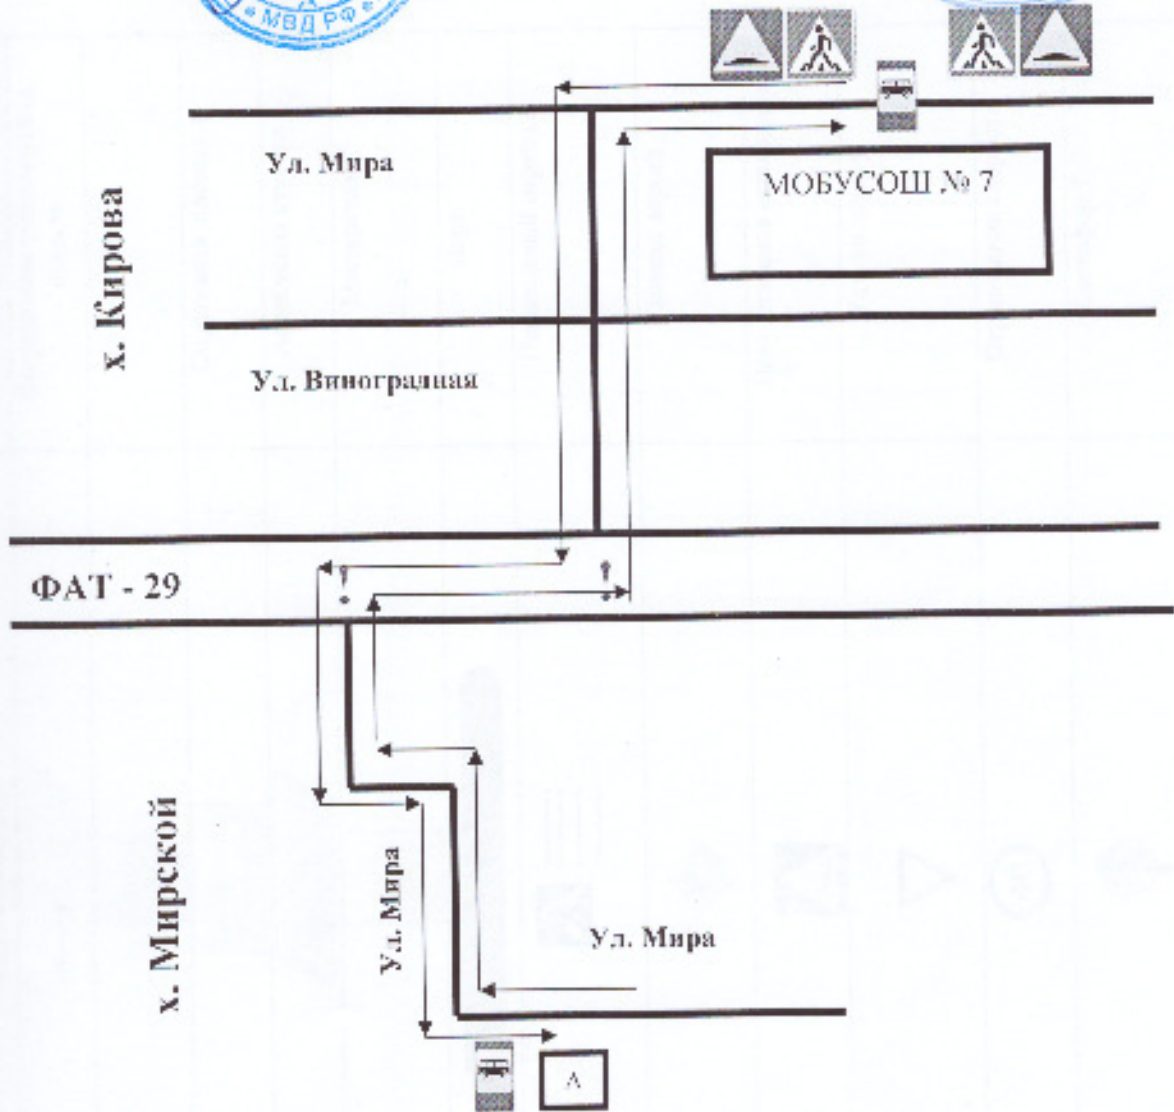 МВД РФ
Ул. Мира
МОБУСОШ № 7
х. Кирова
Ул. Виноградная
ФАТ - 29
!
!
х. Мирской
Ул. Мира
Ул. Мира
А